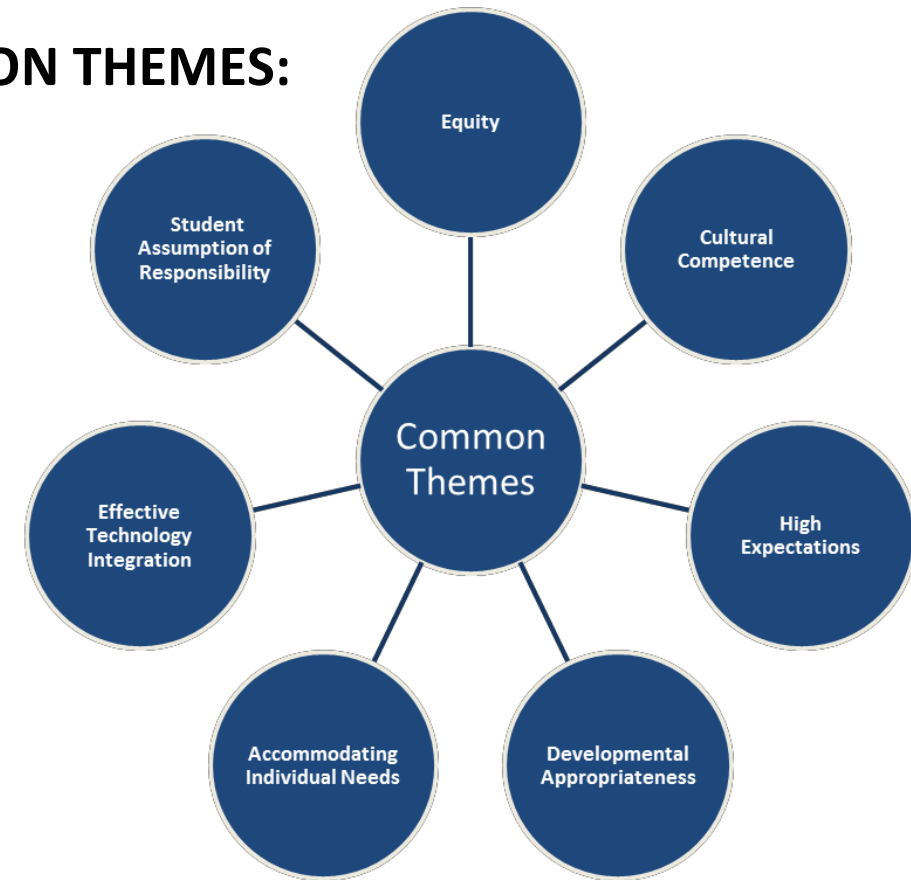 ON THEMES:
Equity
Cultural
Competence
High
Expectations
Developmental
Appropriateness
Accommodating
Individual Needs
Effective
Technology
Integration
Student
Assumption of
Responsibility
Common
Themes